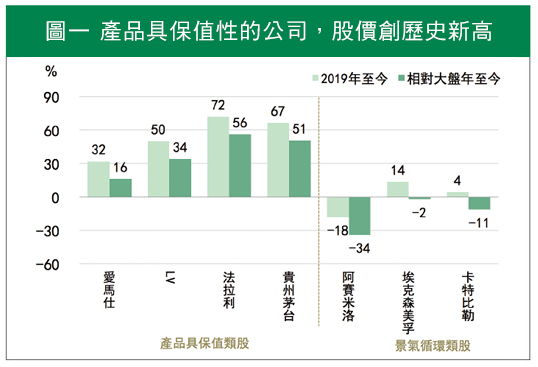 圖一 產品具保值性的公司，股價創歷史新高
%
2019年至今
相對大盤年至今
90
60
30
0
−30
−60
32
16
50
34
72
56
67
51
−18
−34
14
−2
4
−11
愛馬仕
LV
法拉利
貴州茅台
阿賽米洛
埃克森美孚
卡特比勒
產品具保值類股
景氣循環類股